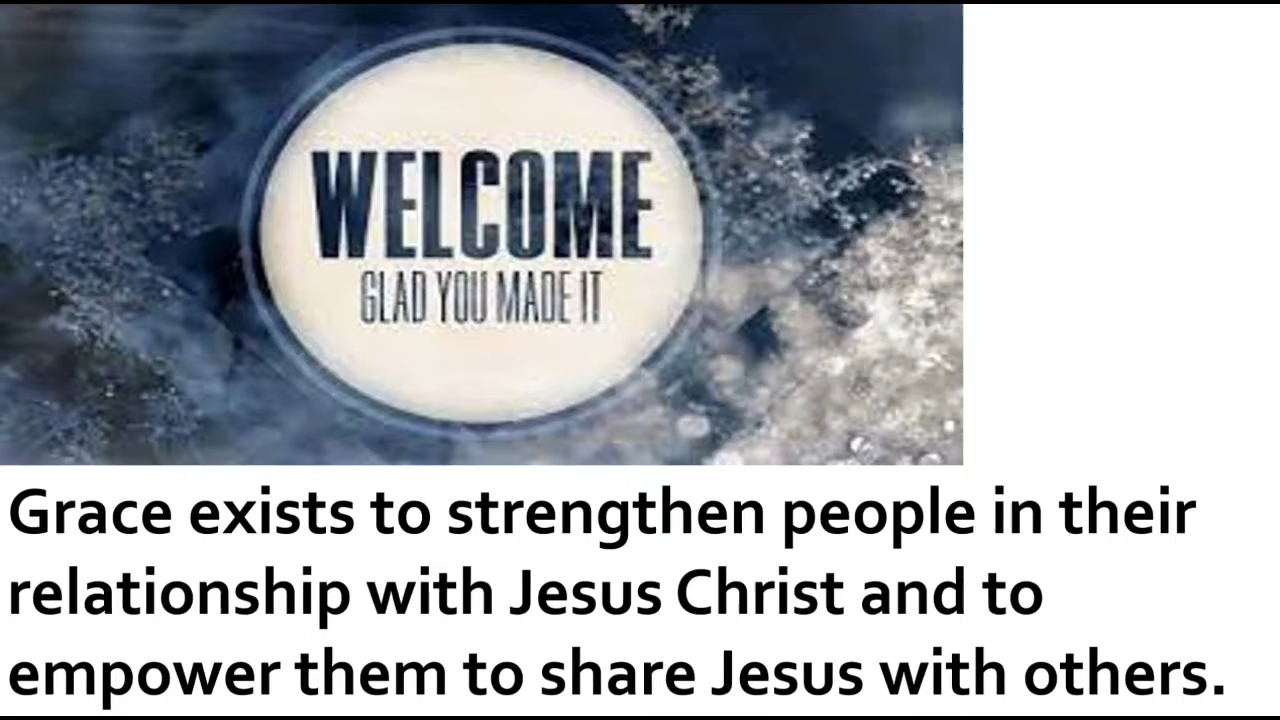 WELCOME
GLAD YOU MADE IT
Grace exists to strengthen people in their
relationship with Jesus Christ and to
empower them to share Jesus with others.